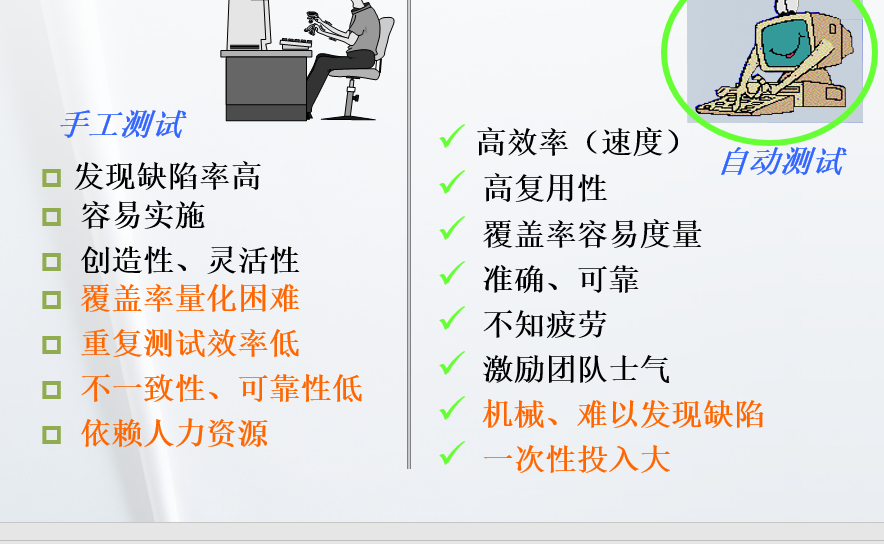 手工测试
发现缺陷率高
容易实施
创造性、灵活性
覆盖率量化困难
重复测试效率低
不一致性、可靠性低
依赖人力资源
自动测试
高效率（速度）
高复用性
覆盖率容易度量
准确、可靠
不知疲劳
激励团队士气
机械、难以发现缺陷
一次性投入大